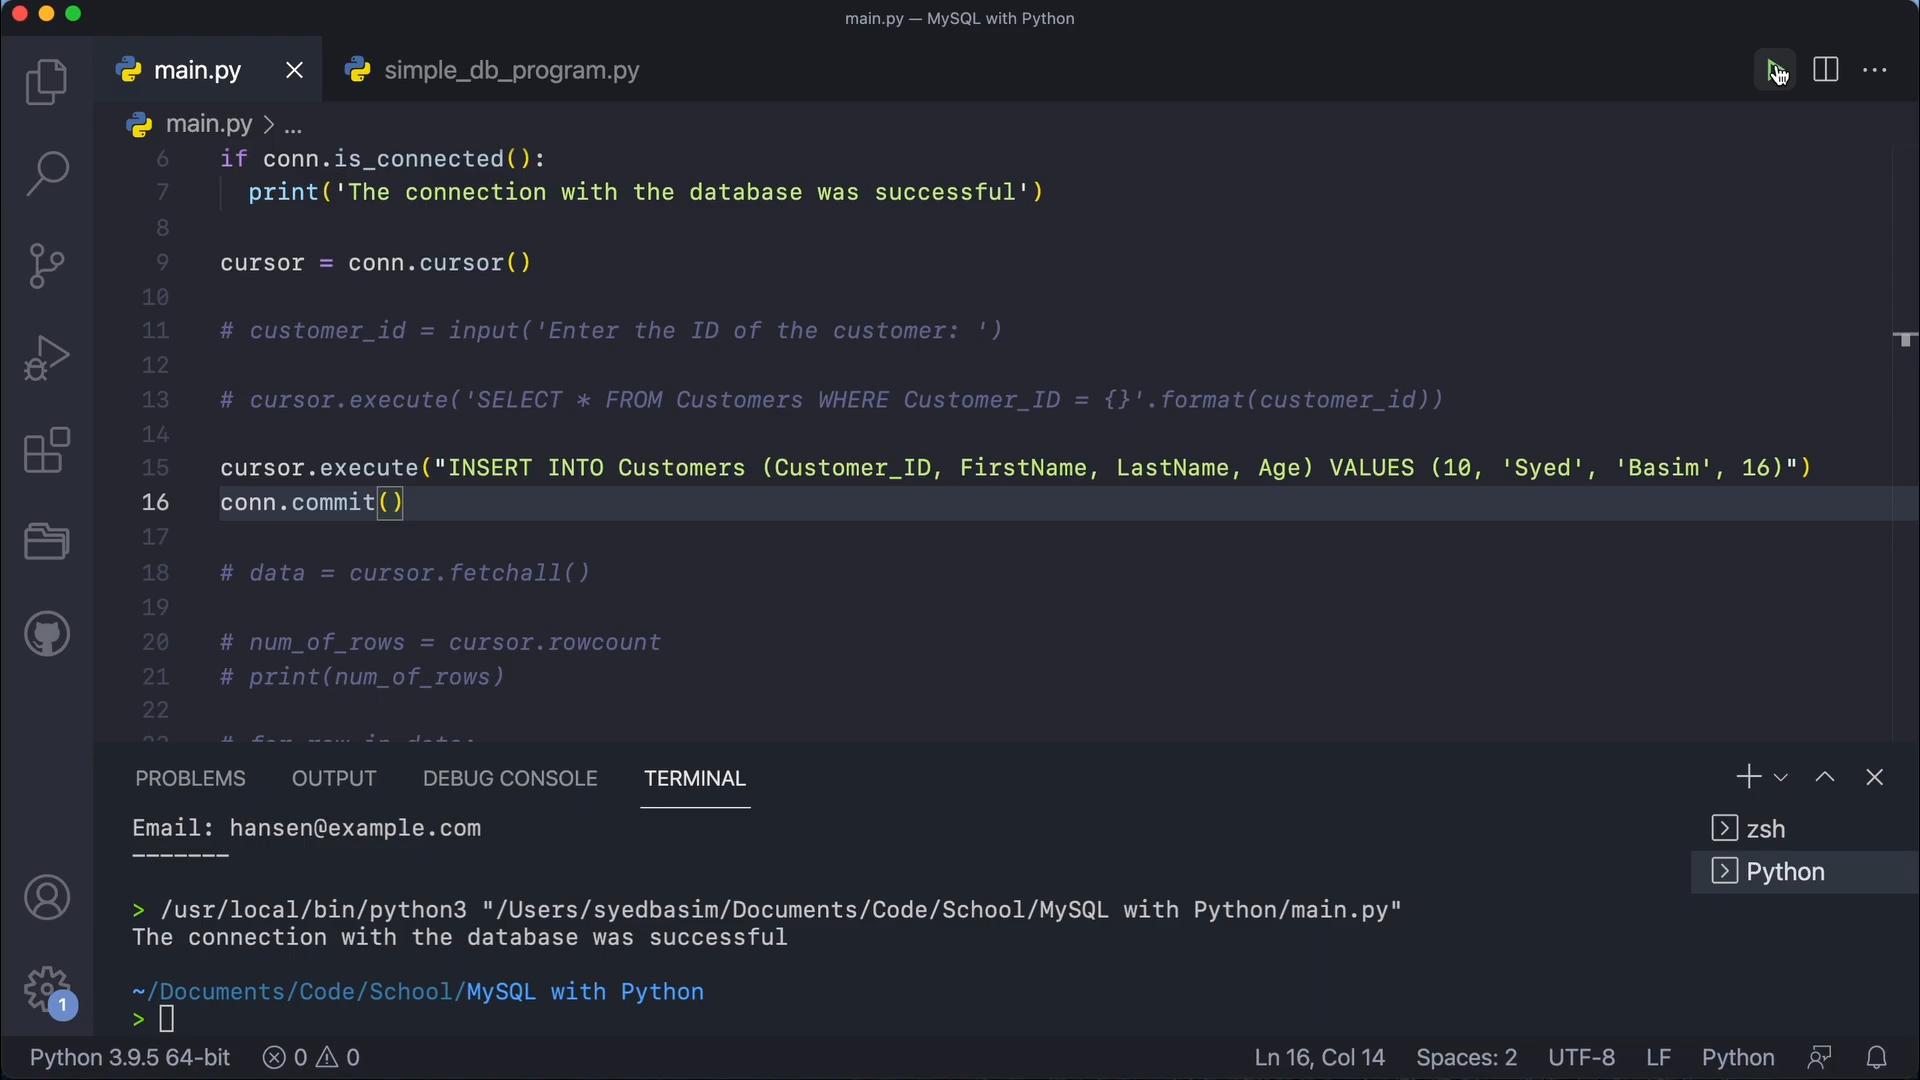 main.py — MySQL with Python
main.py
simple_db_program.py
main.py > ...
6 if conn.is_connected():
7 print('The connection with the database was successful')
8
9 cursor = conn.cursor()
10
11 # customer_id = input('Enter the ID of the customer: ')
12
13 # cursor.execute('SELECT * FROM Customers WHERE Customer_ID = {}'.format(customer_id))
14
15 cursor.execute("INSERT INTO Customers (Customer_ID, FirstName, LastName, Age) VALUES (10, 'Syed', 'Basim', 16)")
16 conn.commit()
17
18 # data = cursor.fetchall()
19
20 # num_of_rows = cursor.rowcount
21 # print(num_of_rows)
22
23 # for row in data:
PROBLEMS OUTPUT DEBUG CONSOLE TERMINAL
Email: hansen@example.com
-------
> /usr/local/bin/python3 "/Users/syedbasim/Documents/Code/School/MySQL with Python/main.py"
The connection with the database was successful
~/Documents/Code/School/MySQL with Python
>
zsh
Python
1
Python 3.9.5 64-bit 0 0 Ln 16, Col 14 Spaces: 2 UTF-8 LF Python